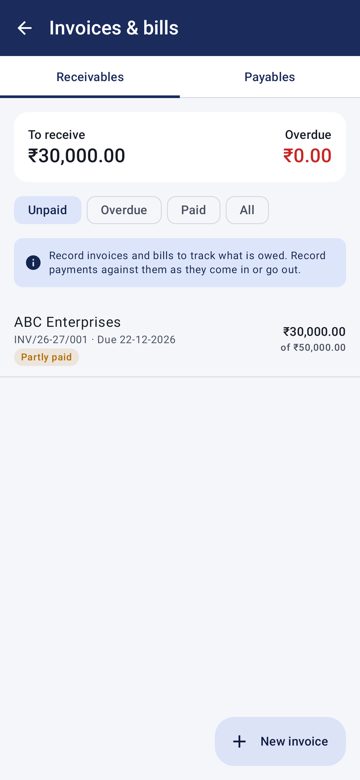 Invoices & bills
Receivables
Payables
To receive
Overdue
₹30,000.00
₹0.00
Unpaid
Overdue
Paid
All
Record invoices and bills to track what is owed. Record
payments against them as they come in or go out.
ABC Enterprises
₹30,000.00
INV/26-27/001 · Due 22-12-2026
of ₹50,000.00
Partly paid
New invoice